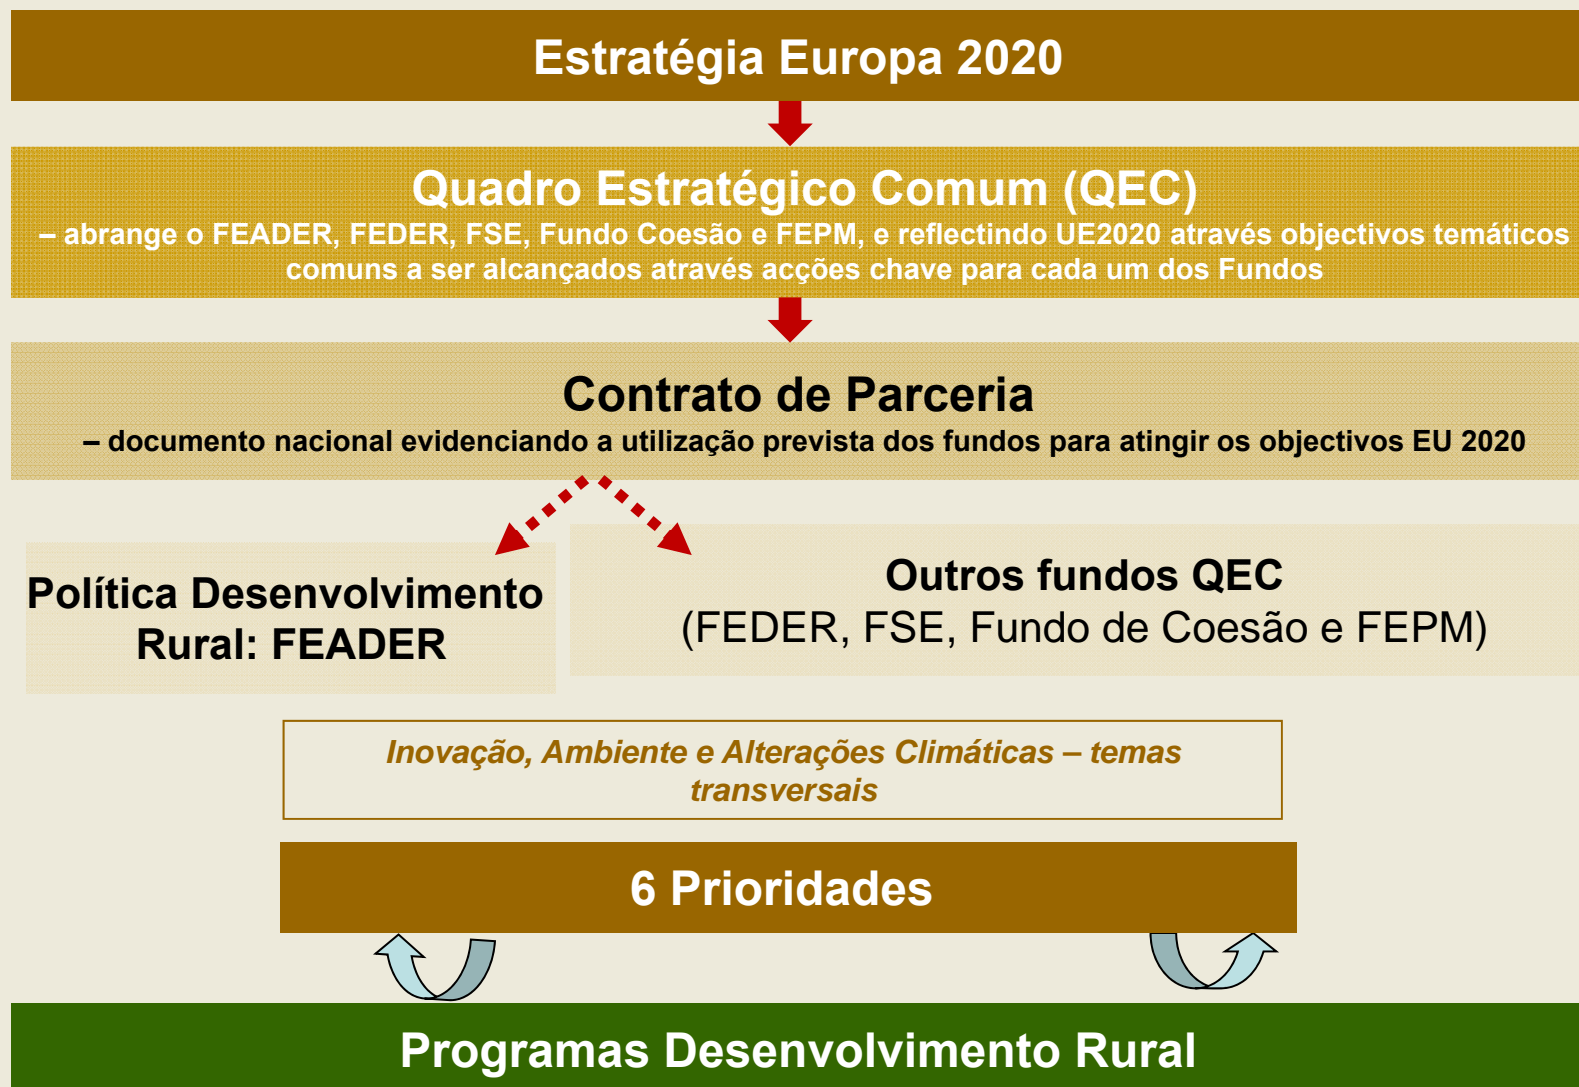 Estratégia Europa 2020
Quadro Estratégico Comum (QEC)
– abrange o FEADER, FEDER, FSE, Fundo Coesão e FEPM, e reflectindo UE2020 através objectivos temáticos
comuns a ser alcançados através acções chave para cada um dos Fundos
Contrato de Parceria
– documento nacional evidenciando a utilização prevista dos fundos para atingir os objectivos EU 2020
Política Desenvolvimento
Rural: FEADER
Outros fundos QEC
(FEDER, FSE, Fundo de Coesão e FEPM)
Inovação, Ambiente e Alterações Climáticas – temas
transversais
6 Prioridades
Programas Desenvolvimento Rural